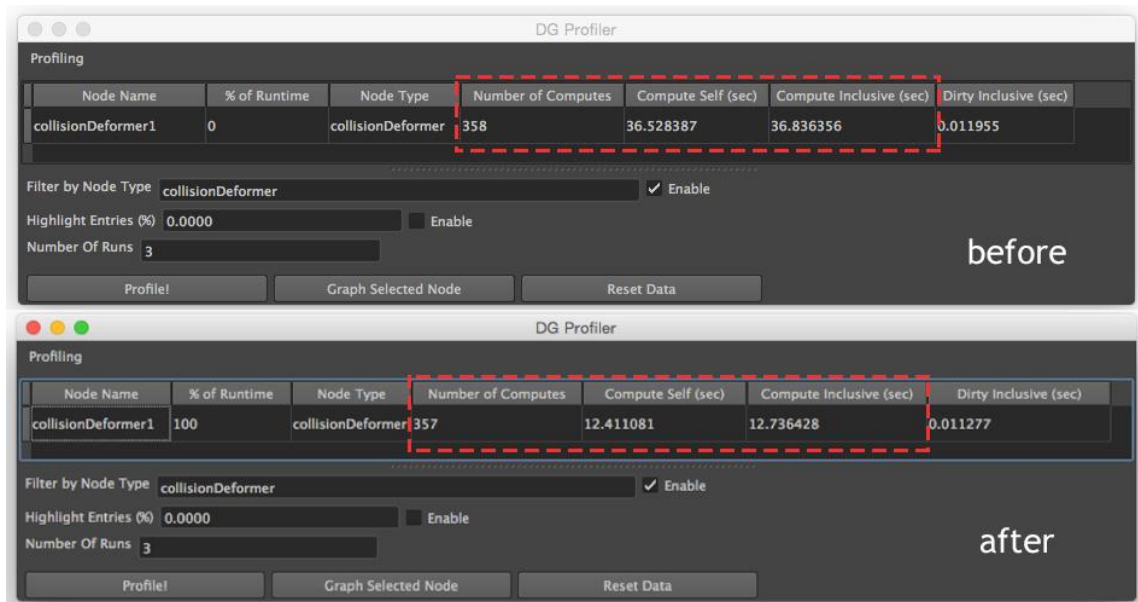 DG Profiler
Profiling
Node Name % of Runtime Node Type Number of Computes Compute Self (sec) Compute Inclusive (sec) Dirty Inclusive (sec)
collisionDeformer1 0 collisionDeformer 358 36.528387 36.836356 0.011955
Filter by Node Type collisionDeformer Enable
Highlight Entries (%) 0.0000 Enable
Number Of Runs 3
before
Profile! Graph Selected Node Reset Data
DG Profiler
Profiling
Node Name % of Runtime Node Type Number of Computes Compute Self (sec) Compute Inclusive (sec) Dirty Inclusive (sec)
collisionDeformer1 100 collisionDeformer 357 12.411081 12.736428 0.011277
Filter by Node Type collisionDeformer Enable
Highlight Entries (%) 0.0000 Enable
Number Of Runs 3
after
Profile! Graph Selected Node Reset Data